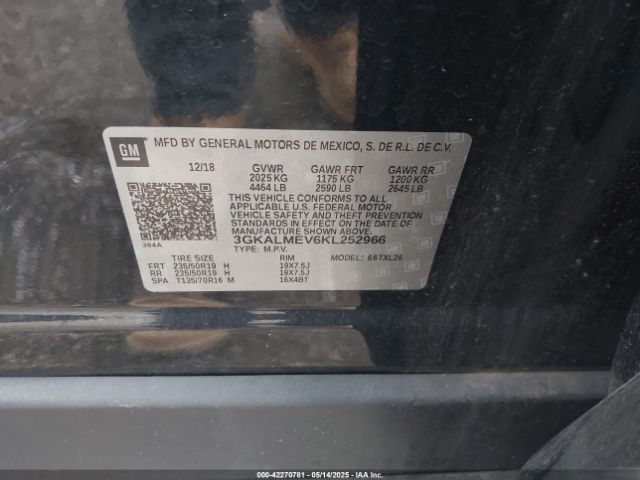 GM
MFD BY GENERAL MOTORS DE MEXICO, S. DE R.L. DE C.V.
12/18 GVWR GAWR FRT GAWR RR
2025 KG 1175 KG 1200 KG
4464 LB 2590 LB 2645 LB
THIS VEHICLE CONFORMS TO ALL
APPLICABLE U.S. FEDERAL MOTOR
VEHICLE SAFETY AND THEFT PREVENTION
STANDARDS IN EFFECT ON THE DATE OF
MANUFACTURE SHOWN ABOVE.
384A 3GKALMEV6KL252966
TYPE: M.P.V. MODEL: 66TXL26
TIRE SIZE RIM
FRT 235/50R19 H 19X7.5J
RR 235/50R19 H 19X7.5J
SPA T135/70R16 M 16X4BT
000-42270781 - 05/14/2025 - IAA Inc.